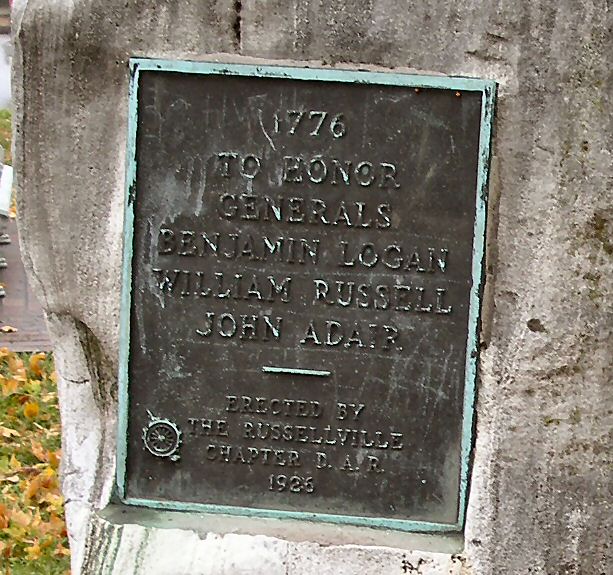 1776
TO HONOR
GENERALS
BENJAMIN LOGAN
WILLIAM RUSSELL
JOHN ADAIR
ERECTED BY
THE RUSSELLVILLE
CHAPTER D.A.R.
1926